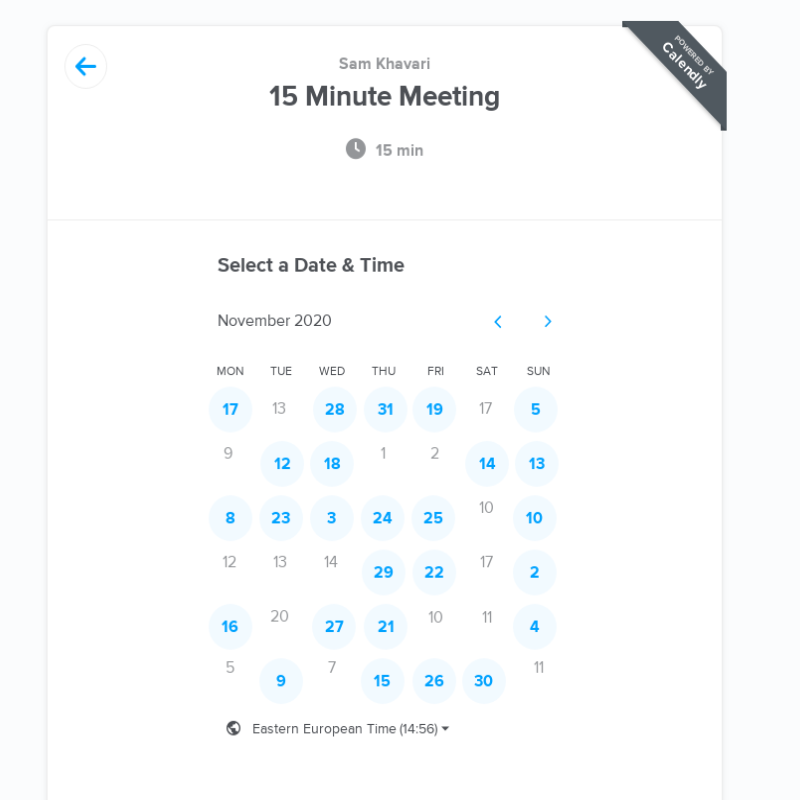 POWERED BY
Calendly
Sam Khavari
15 Minute Meeting
15 min
Select a Date & Time
November 2020
MON TUE WED THU FRI SAT SUN
17 13 28 31 19 17 5
9 12 18 1 2 14 13
8 23 3 24 25 10 10
12 13 14 29 22 17 2
16 20 27 21 10 11 4
5 9 7 15 26 30 11
Eastern European Time (14:56)